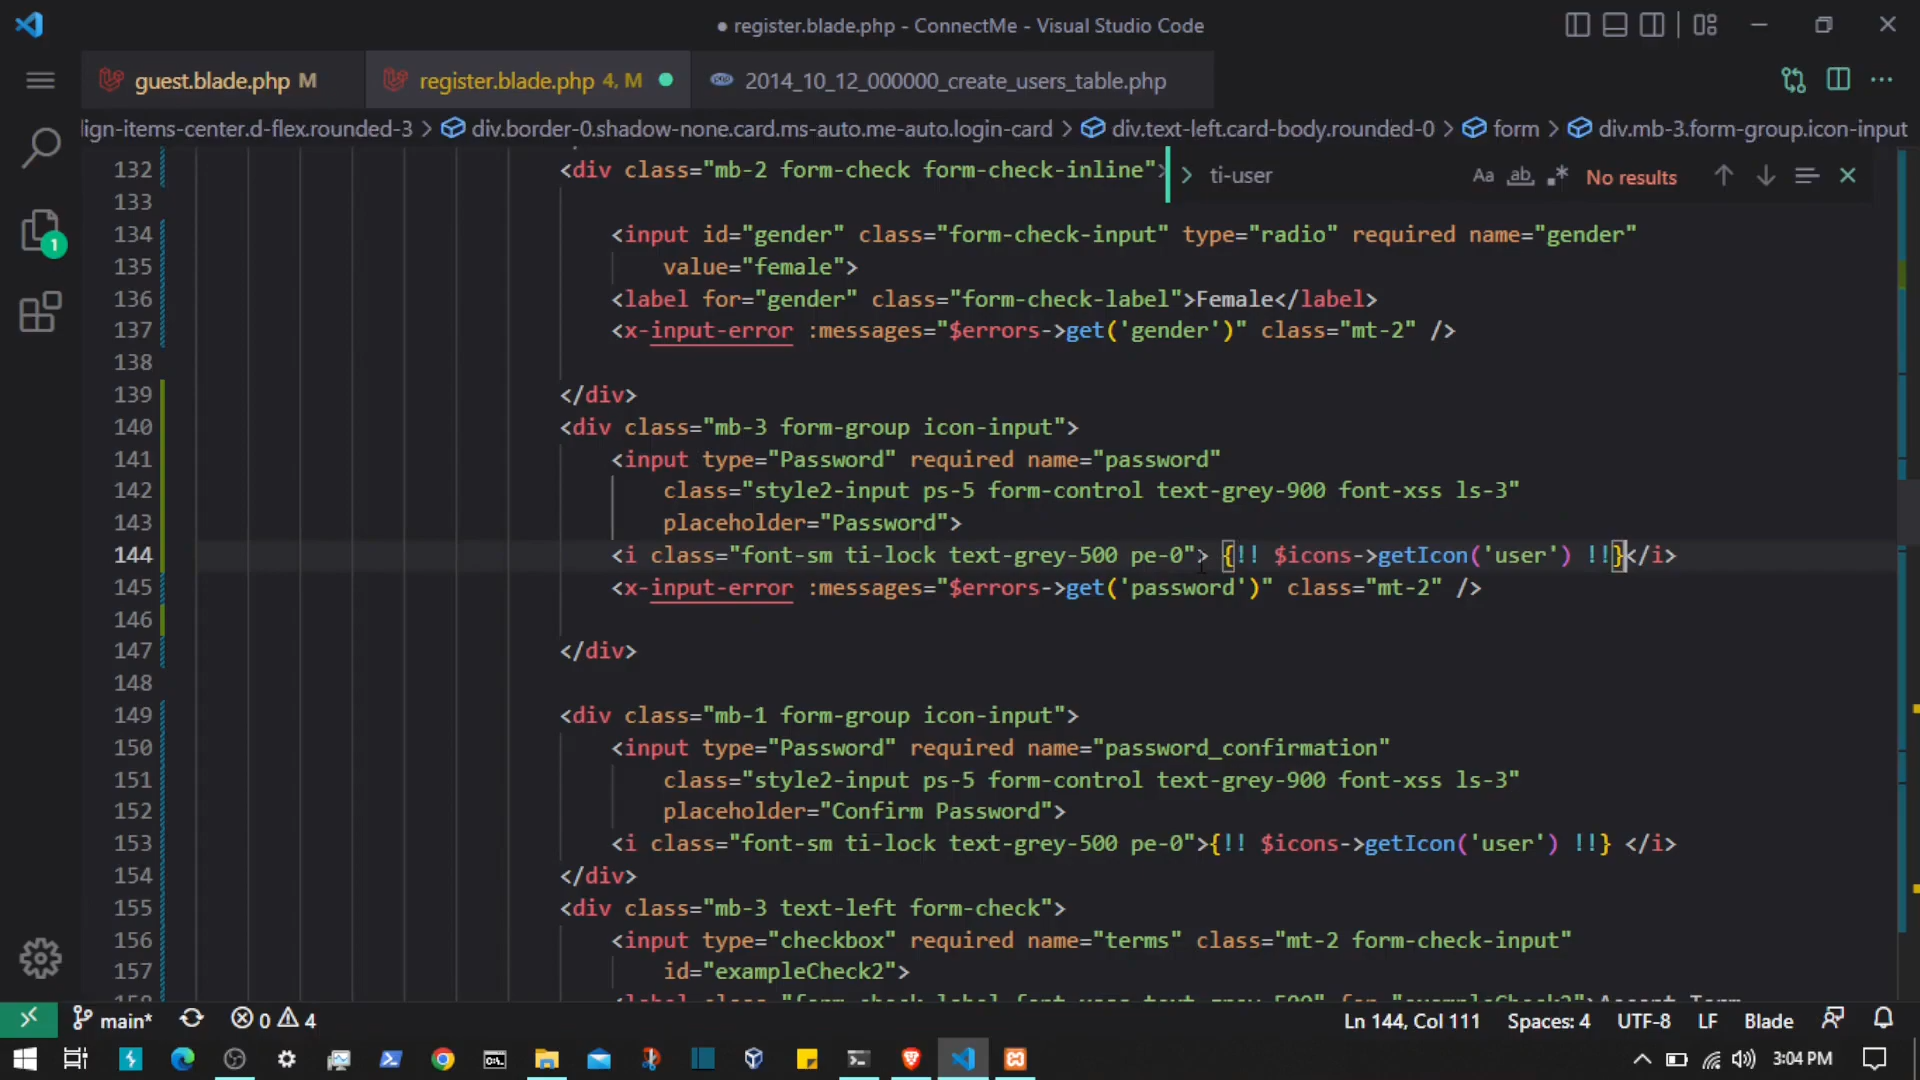 register.blade.php - ConnectMe - Visual Studio Code
guest.blade.php M
register.blade.php 4, M
2014_10_12_000000_create_users_table.php
lign-items-center.d-flex.rounded-3 > div.border-0.shadow-none.card.ms-auto.me-auto.login-card > div.text-left.card-body.rounded-0 > form > div.mb-3.form-group.icon-input
ti-user
Aa ab .* No results
132 <div class="mb-2 form-check form-check-inline">
133
134 <input id="gender" class="form-check-input" type="radio" required name="gender"
135 value="female">
136 <label for="gender" class="form-check-label">Female</label>
137 <x-input-error :messages="$errors->get('gender')" class="mt-2" />
138
139 </div>
140 <div class="mb-3 form-group icon-input">
141 <input type="Password" required name="password"
142 class="style2-input ps-5 form-control text-grey-900 font-xss ls-3"
143 placeholder="Password">
144 <i class="font-sm ti-lock text-grey-500 pe-0"> {!! $icons->getIcon('user') !!}</i>
145 <x-input-error :messages="$errors->get('password')" class="mt-2" />
146
147 </div>
148
149 <div class="mb-1 form-group icon-input">
150 <input type="Password" required name="password_confirmation"
151 class="style2-input ps-5 form-control text-grey-900 font-xss ls-3"
152 placeholder="Confirm Password">
153 <i class="font-sm ti-lock text-grey-500 pe-0">{!! $icons->getIcon('user') !!} </i>
154 </div>
155 <div class="mb-3 text-left form-check">
156 <input type="checkbox" required name="terms" class="mt-2 form-check-input"
157 id="exampleCheck2">
1
main* 0 4
Ln 144, Col 111 Spaces: 4 UTF-8 LF Blade
3:04 PM